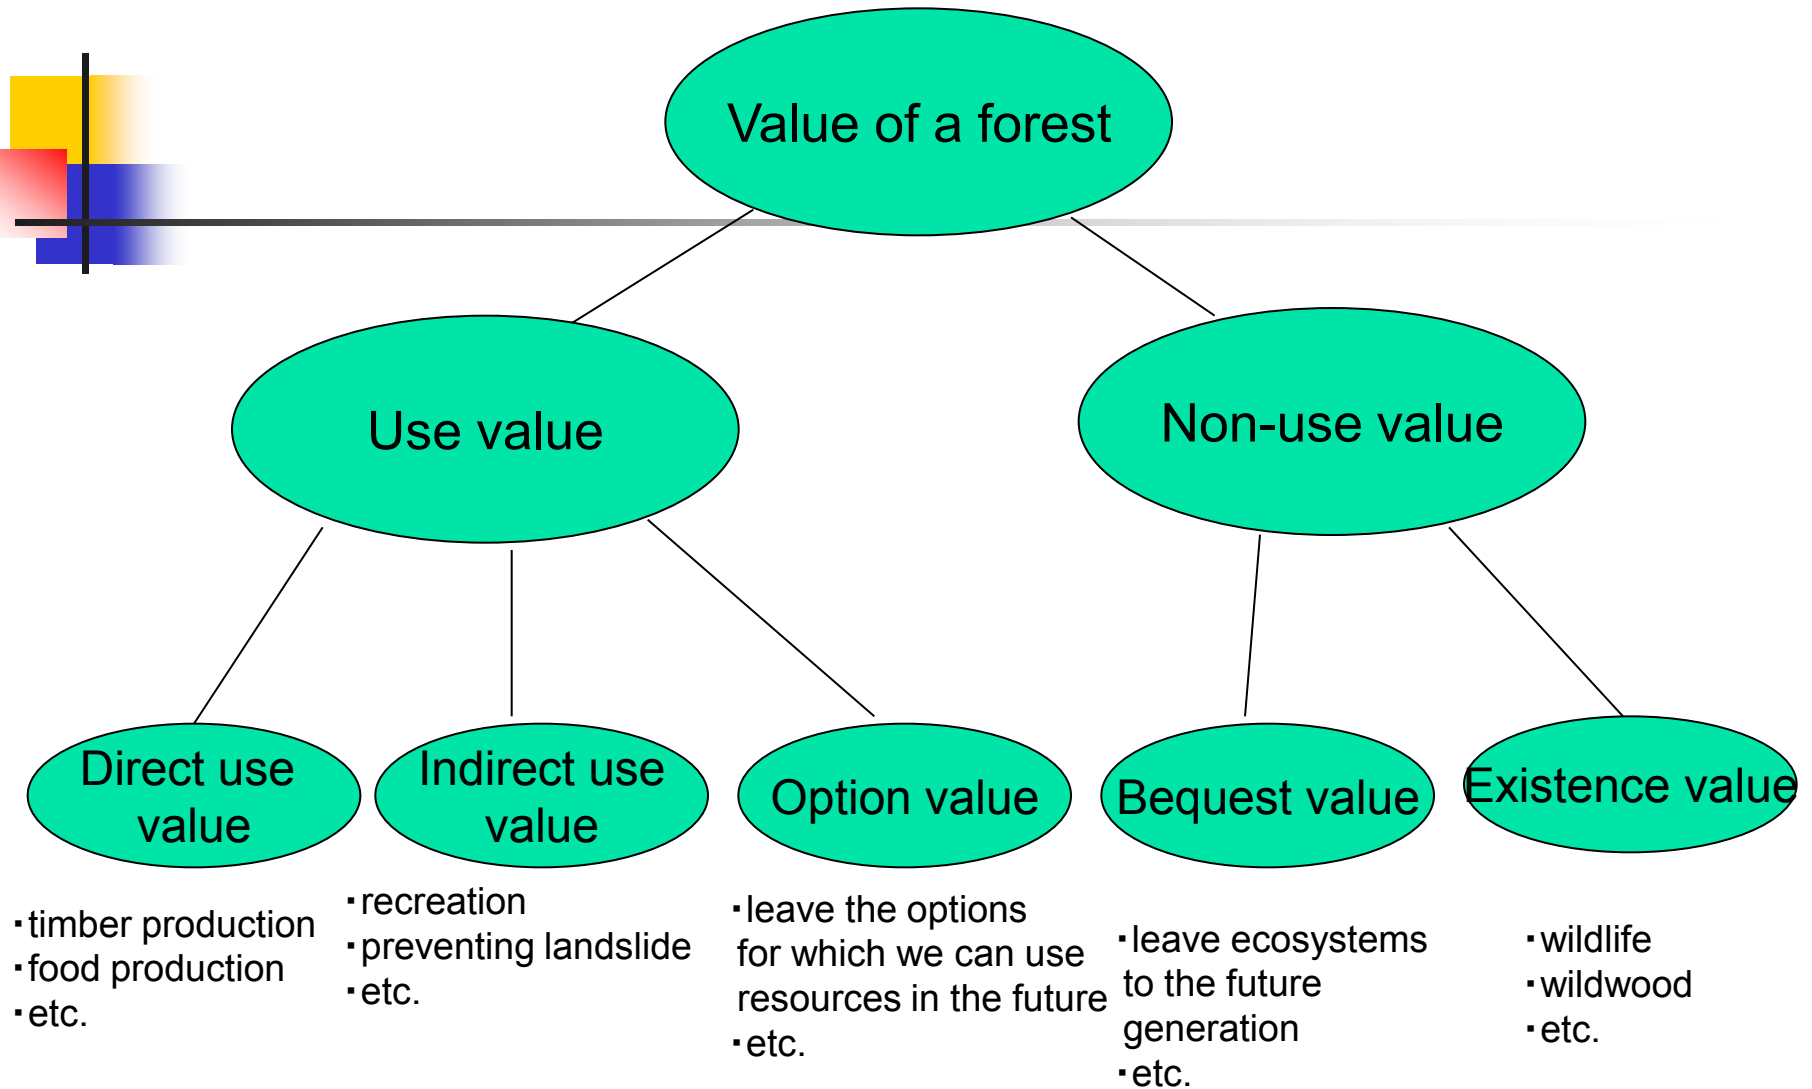 Value of a forest
Use value
Non-use value
Direct use
value
Indirect use
value
Option value
Bequest value
Existence value
・timber production
・food production
・etc.
・recreation
・preventing landslide
・etc.
・leave the options
for which we can use
resources in the future
・etc.
・leave ecosystems
to the future
generation
・etc.
・wildlife
・wildwood
・etc.